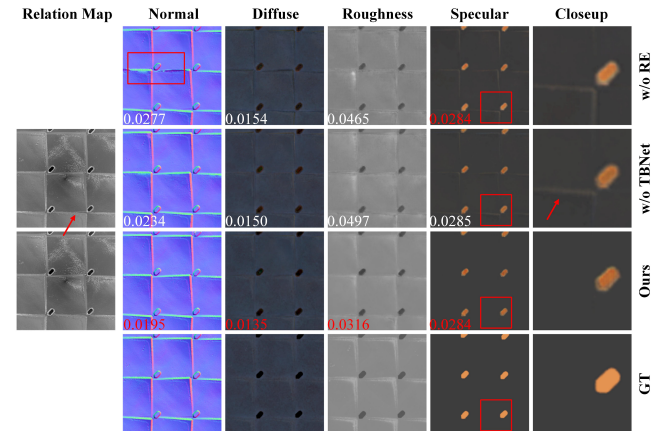 Relation Map Normal Diffuse Roughness Specular Closeup
0.0277 0.0154 0.0465 0.0284 w/o RE
0.0234 0.0150 0.0497 0.0285 w/o TBNet
0.0195 0.0135 0.0316 0.0284 Ours
GT